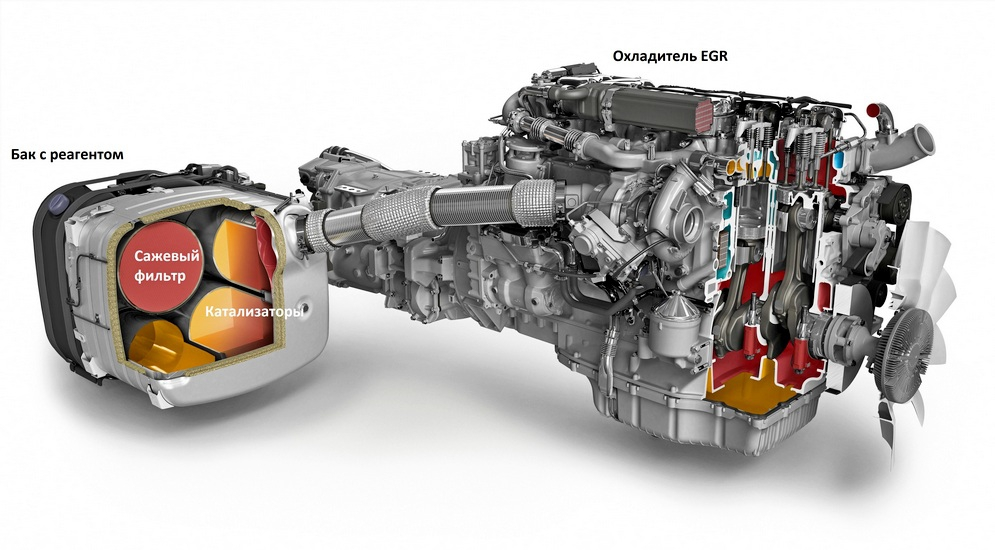 Охладитель EGR
Бак с реагентом
Сажевый
фильтр
Катализаторы